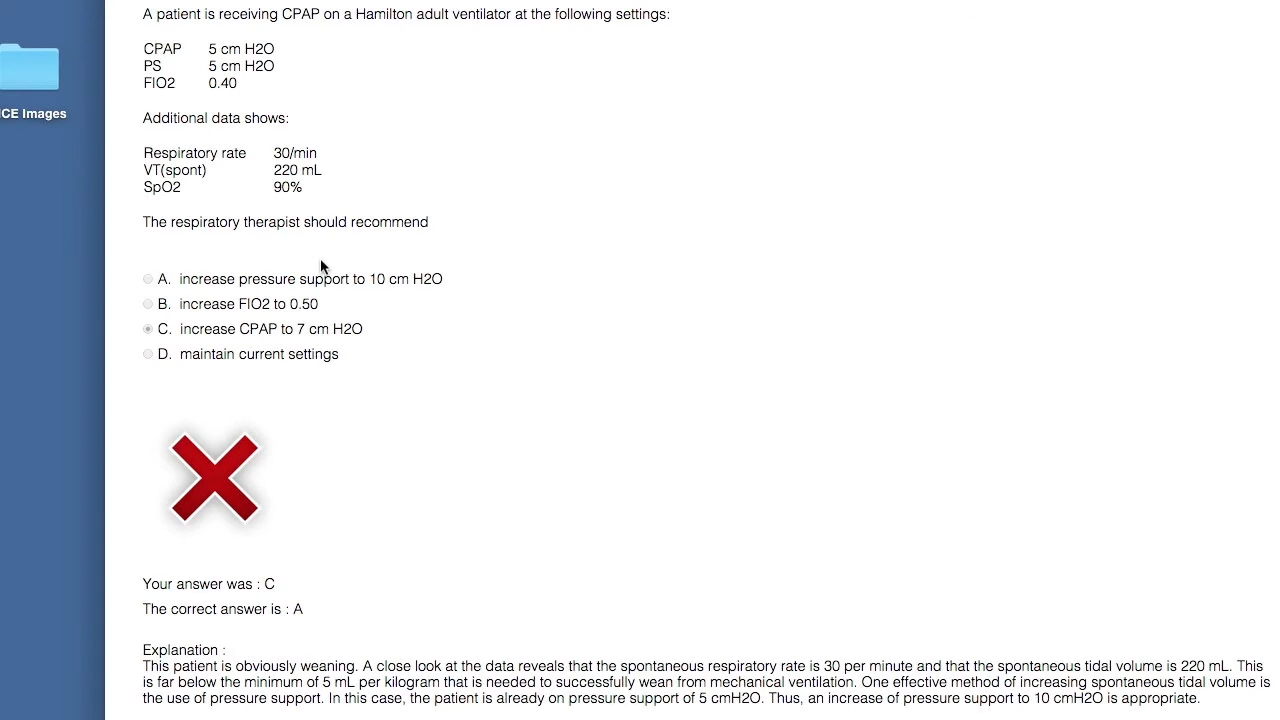 A patient is receiving CPAP on a Hamilton adult ventilator at the following settings:
CPAP 5 cm H2O
PS 5 cm H2O
FIO2 0.40
CE Images
Additional data shows:
Respiratory rate 30/min
VT(spont) 220 mL
SpO2 90%
The respiratory therapist should recommend
A. increase pressure support to 10 cm H2O
B. increase FIO2 to 0.50
C. increase CPAP to 7 cm H2O
D. maintain current settings
Your answer was : C
The correct answer is : A
Explanation :
This patient is obviously weaning. A close look at the data reveals that the spontaneous respiratory rate is 30 per minute and that the spontaneous tidal volume is 220 mL. This
is far below the minimum of 5 mL per kilogram that is needed to successfully wean from mechanical ventilation. One effective method of increasing spontaneous tidal volume is
the use of pressure support. In this case, the patient is already on pressure support of 5 cmH2O. Thus, an increase of pressure support to 10 cmH2O is appropriate.